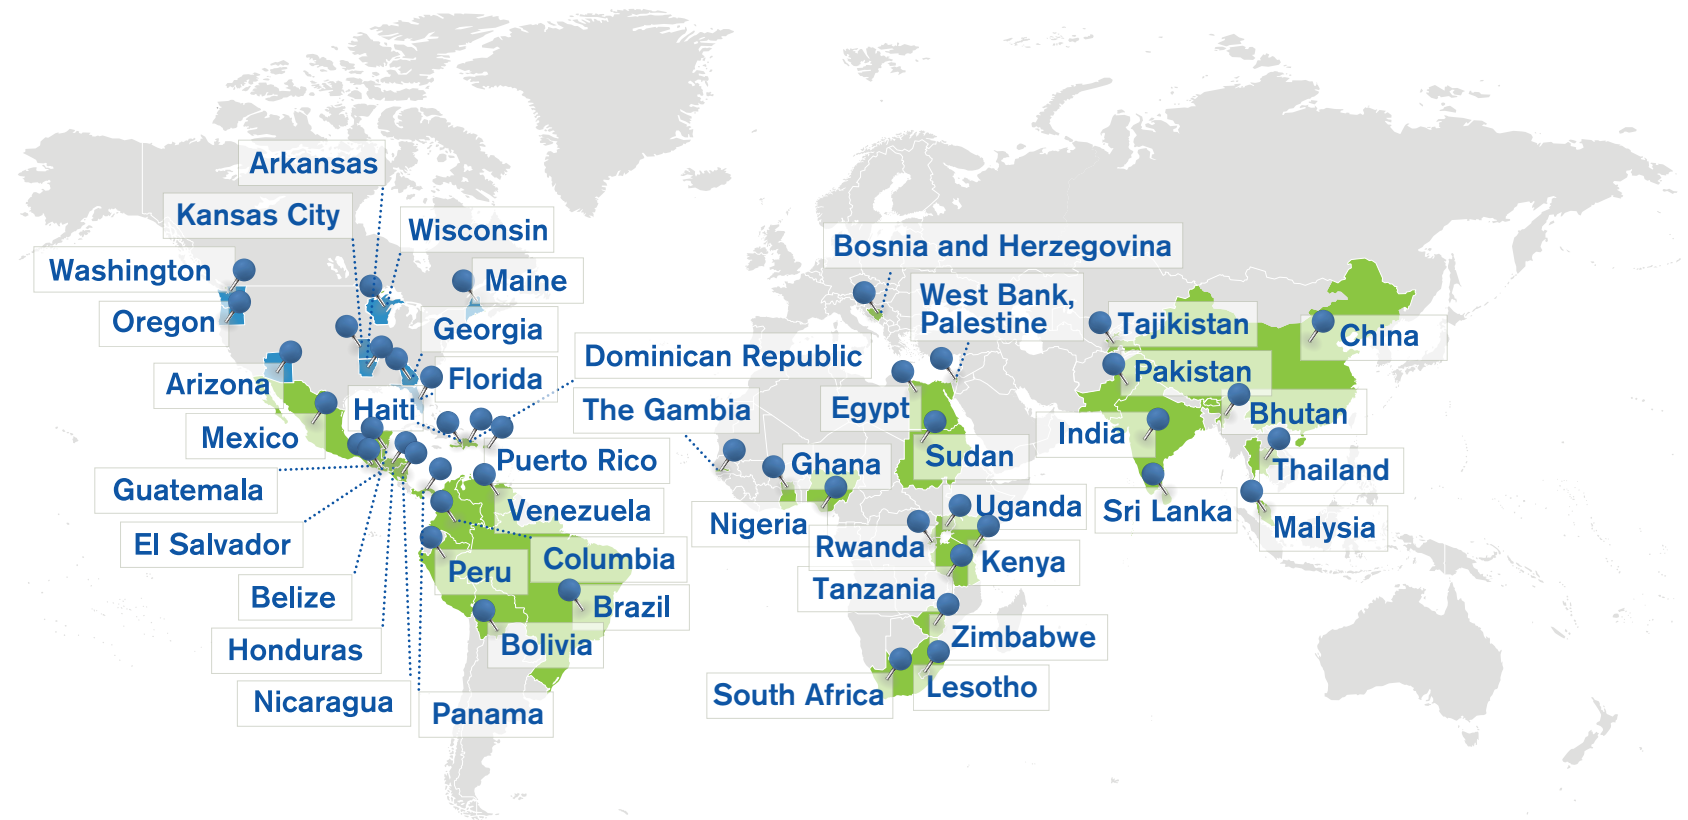 Arkansas
Kansas City
Wisconsin
Washington
Maine
Oregon
Georgia
Arizona
Florida
Dominican Republic
Haiti
Mexico
Puerto Rico
Guatemala
Venezuela
El Salvador
Columbia
Peru
Belize
Brazil
Honduras
Bolivia
Nicaragua
Panama
Bosnia and Herzegovina
West Bank,
Palestine
The Gambia
Egypt
Sudan
Ghana
Nigeria
Uganda
Rwanda
Kenya
Tanzania
Zimbabwe
South Africa
Lesotho
Tajikistan
China
Pakistan
Bhutan
India
Thailand
Sri Lanka
Malysia